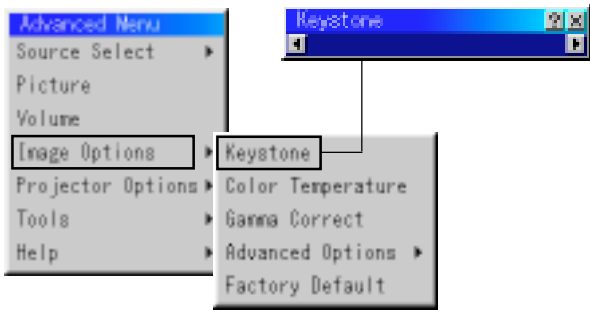 Advanced Menu
Source Select
Picture
Volume
Image Options
Projector Options
Tools
Help
Keystone
Color Temperature
Gamma Correct
Advanced Options
Factory Default
Keystone